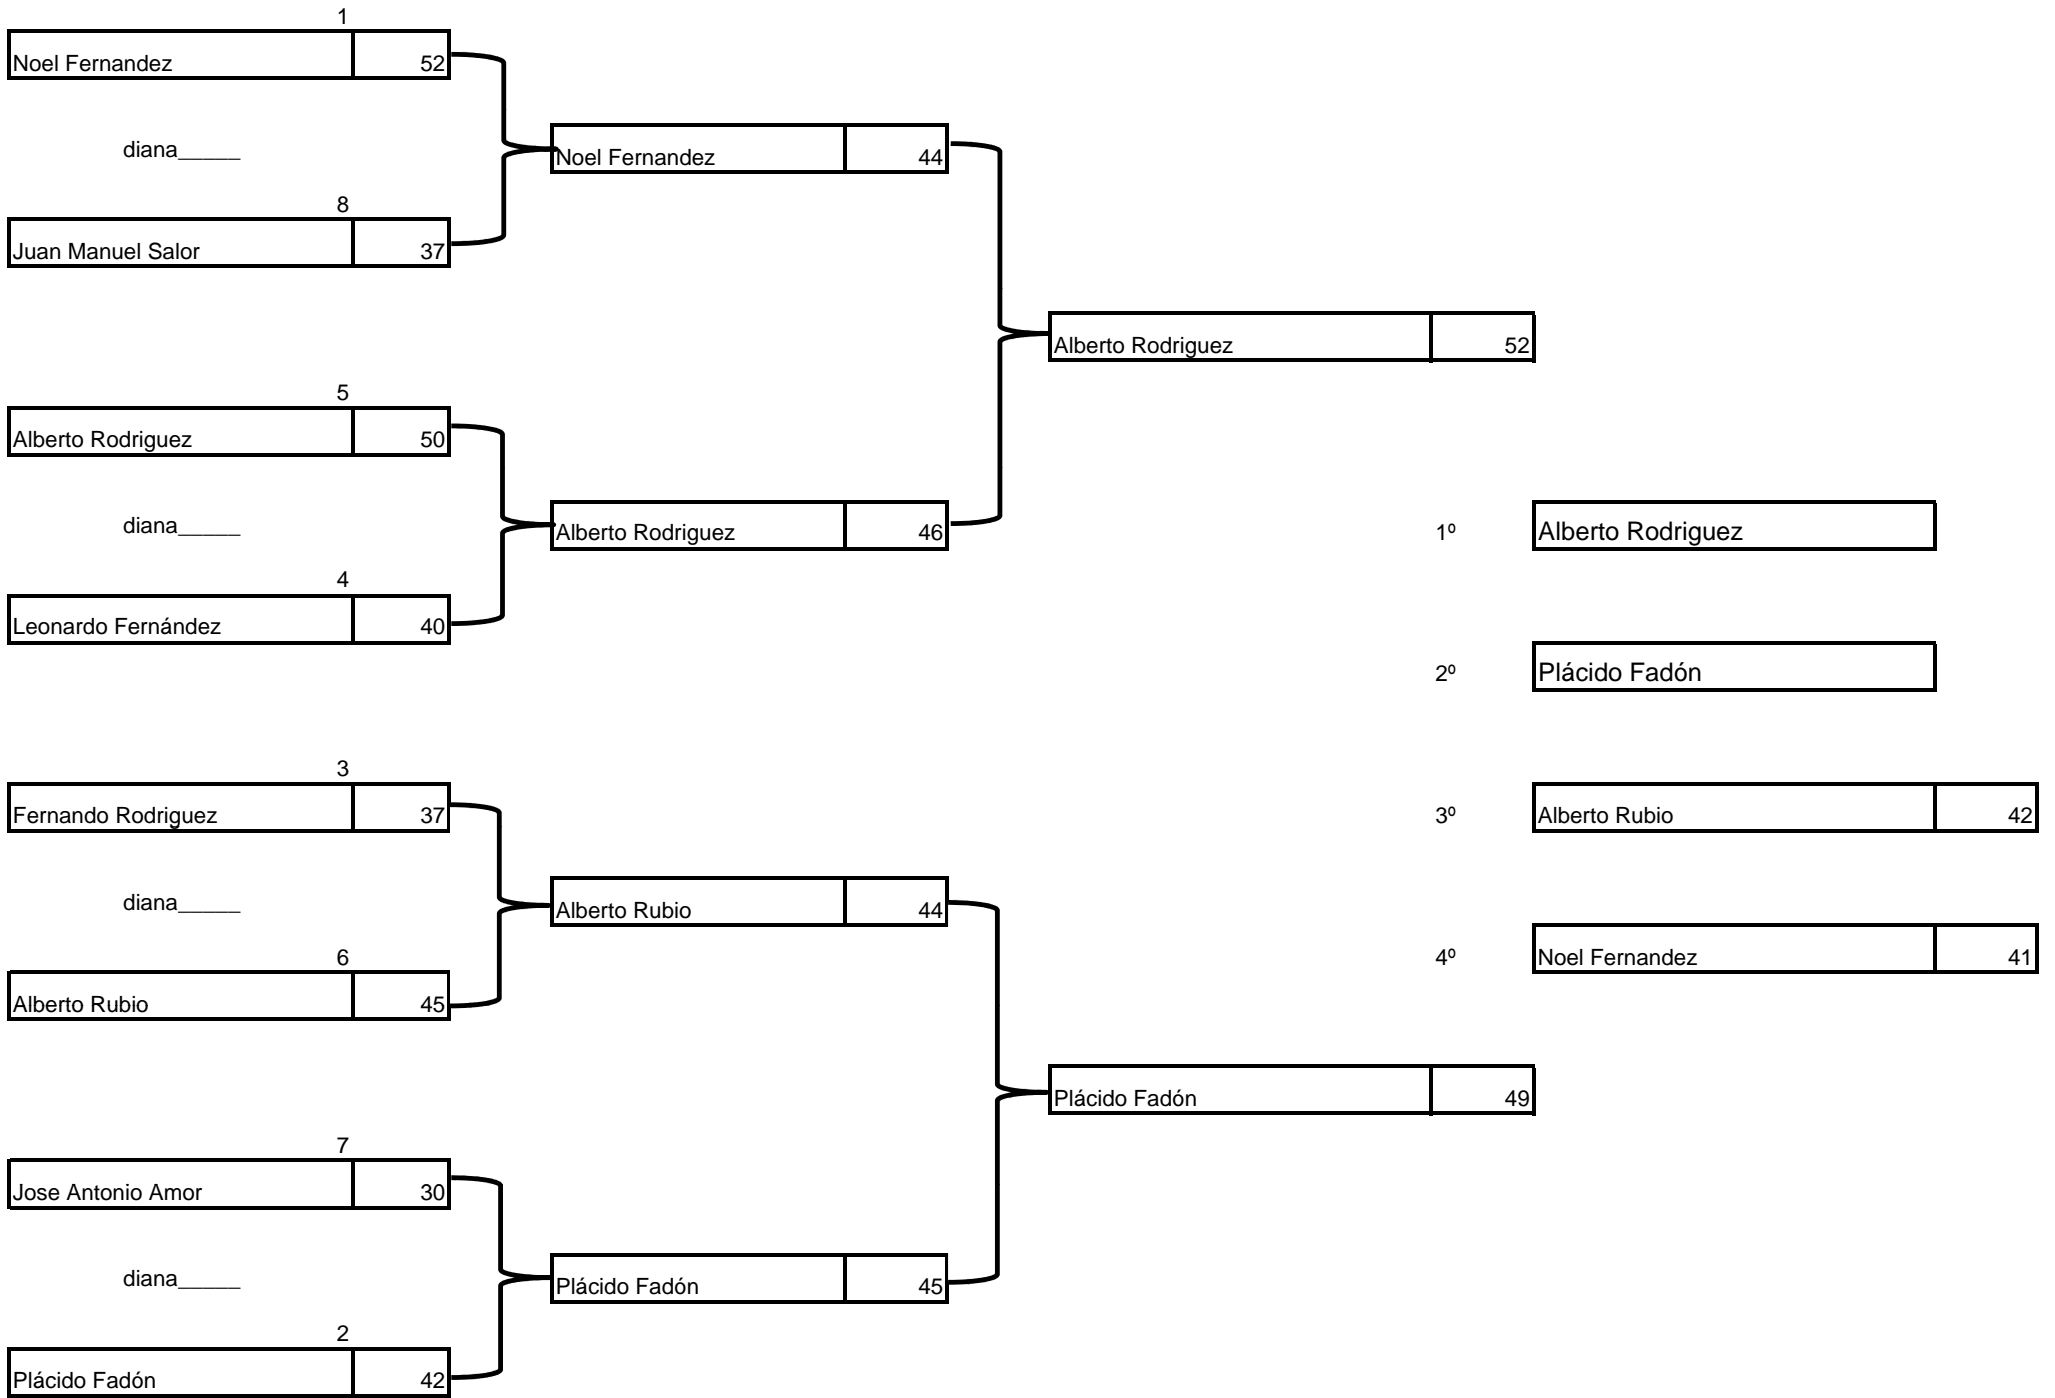 1
Noel Fernandez 52
diana_____
Noel Fernandez 44
8
Juan Manuel Salor 37
Alberto Rodriguez 52
5
Alberto Rodriguez 50
diana_____
Alberto Rodriguez 46
1º Alberto Rodriguez
4
Leonardo Fernández 40
2º Plácido Fadón
3
Fernando Rodriguez 37
3º Alberto Rubio 42
diana_____
Alberto Rubio 44
6
4º Noel Fernandez 41
Alberto Rubio 45
Plácido Fadón 49
7
Jose Antonio Amor 30
diana_____
Plácido Fadón 45
2
Plácido Fadón 42